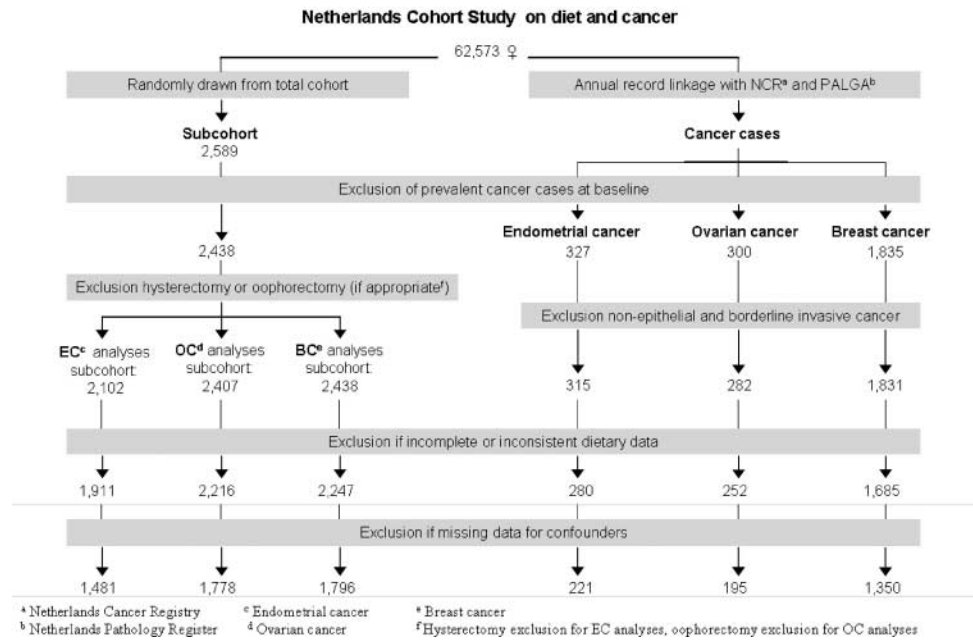 Netherlands Cohort Study on diet and cancer
62,573 ♀
Randomly drawn from total cohort
Annual record linkage with NCRᵃ and PALGAᵇ
Subcohort
2,589
Cancer cases
Exclusion of prevalent cancer cases at baseline
2,438
Endometrial cancer
327
Ovarian cancer
300
Breast cancer
1,835
Exclusion hysterectomy or oophorectomy (if appropriateᶠ)
Exclusion non-epithelial and borderline invasive cancer
ECᶜ analyses
subcohort:
2,102
OCᵈ analyses
subcohort:
2,407
BCᵉ analyses
subcohort:
2,438
315
282
1,831
Exclusion if incomplete or inconsistent dietary data
1,911
2,216
2,247
280
252
1,685
Exclusion if missing data for confounders
1,481
1,778
1,796
221
195
1,350
ᵃ Netherlands Cancer Registry
ᵇ Netherlands Pathology Register
ᶜ Endometrial cancer
ᵈ Ovarian cancer
ᵉ Breast cancer
ᶠ Hysterectomy exclusion for EC analyses, oophorectomy exclusion for OC analyses